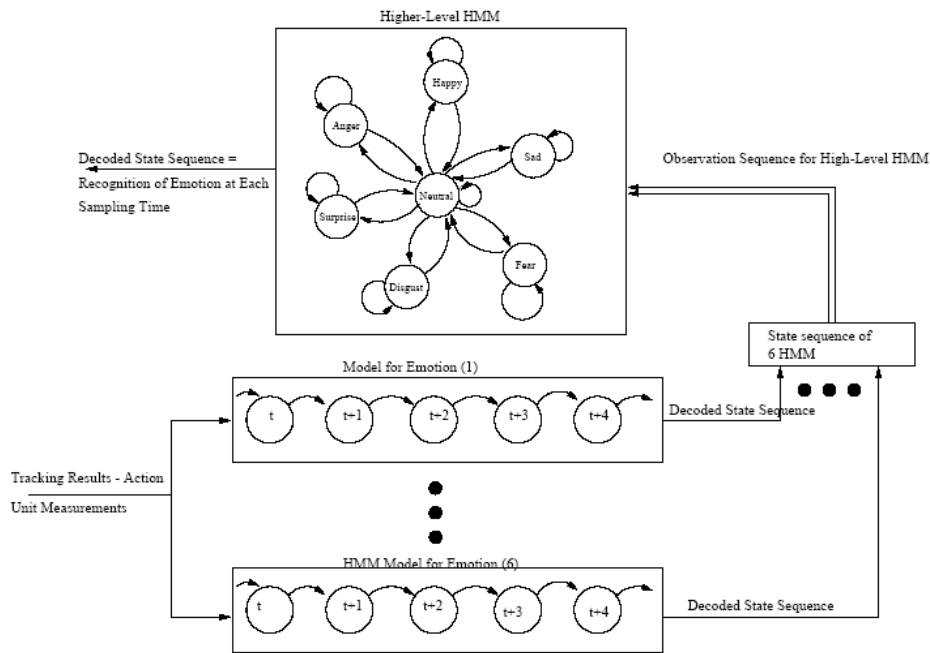 Higher-Level HMM
Happy
Anger
Sad
Neutral
Surprise
Fear
Disgust
Decoded State Sequence =
Recognition of Emotion at Each
Sampling Time
Observation Sequence for High-Level HMM
State sequence of
6 HMM
Model for Emotion (1)
t t+1 t+2 t+3 t+4
Decoded State Sequence
Tracking Results - Action
Unit Measurements
HMM Model for Emotion (6)
t t+1 t+2 t+3 t+4
Decoded State Sequence